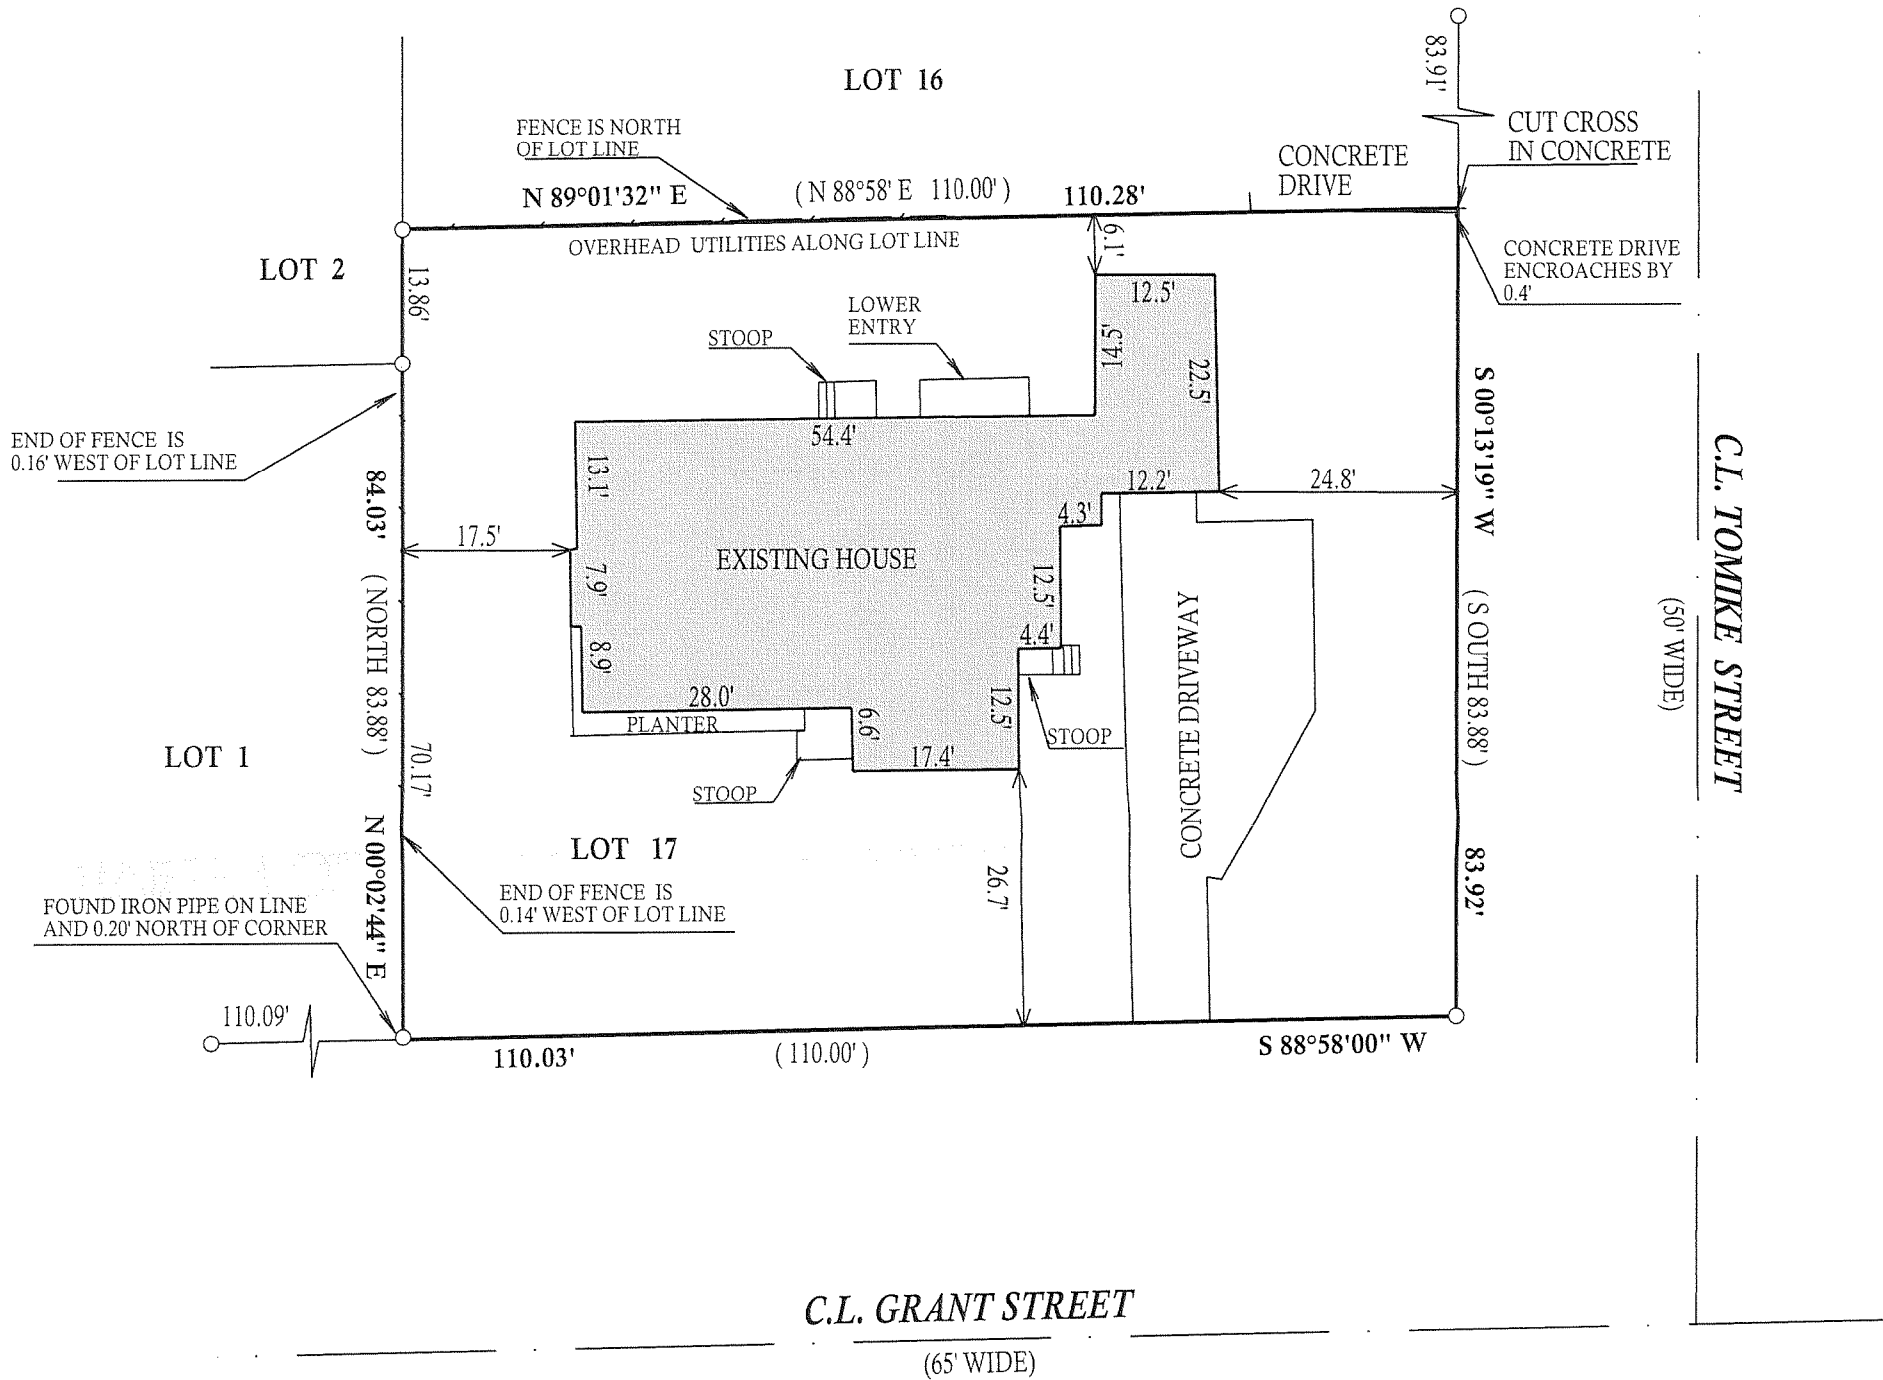 83.91'
LOT 16
FENCE IS NORTH
OF LOT LINE
CUT CROSS
IN CONCRETE
CONCRETE
DRIVE
N 89°01'32" E
( N 88°58' E 110.00' )
110.28'
OVERHEAD UTILITIES ALONG LOT LINE
6.1'
CONCRETE DRIVE
ENCROACHES BY
0.4'
LOT 2
13.86'
12.5'
LOWER
ENTRY
STOOP
14.5'
22.5'
S 00°13'19" W
END OF FENCE IS
0.16' WEST OF LOT LINE
54.4'
13.1'
12.2'
24.8'
84.03'
17.5'
4.3'
EXISTING HOUSE
7.9'
12.5'
C.L. TOMIKE STREET
(50' WIDE)
( NORTH 83.88' )
( S OUTH 83.88' )
8.9'
4.4'
CONCRETE DRIVEWAY
28.0'
12.5'
PLANTER
6.6'
STOOP
17.4'
LOT 1
70.17'
STOOP
LOT 17
N 00°02'44" E
83.92'
26.7'
END OF FENCE IS
0.14' WEST OF LOT LINE
FOUND IRON PIPE ON LINE
AND 0.20' NORTH OF CORNER
110.09'
110.03'
( 110.00' )
S 88°58'00" W
C.L. GRANT STREET
(65' WIDE)